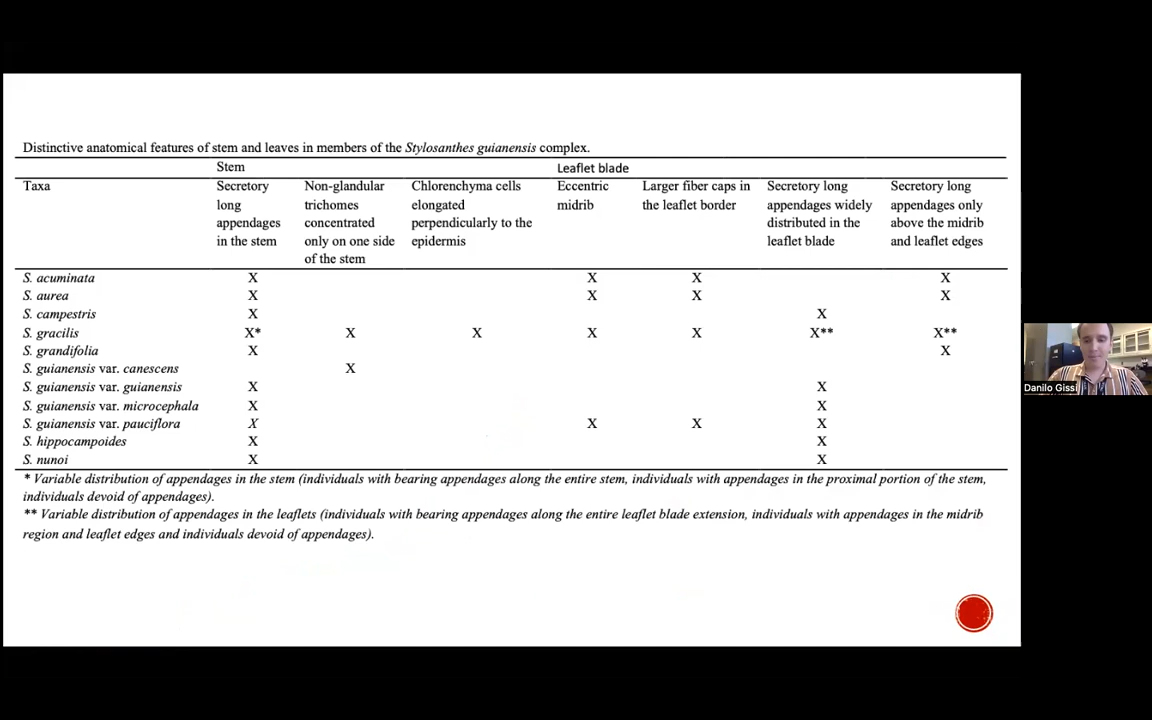 Distinctive anatomical features of stem and leaves in members of the Stylosanthes guianensis complex.
Stem Leaflet blade
Taxa Secretory Non-glandular Chlorenchyma cells Eccentric Larger fiber caps in Secretory long Secretory long
long trichomes elongated midrib the leaflet border appendages widely appendages only
appendages concentrated perpendicularly to the distributed in the above the midrib
in the stem only on one side epidermis leaflet blade and leaflet edges
of the stem
S. acuminata X X X X
S. aurea X X X X
S. campestris X X
S. gracilis X* X X X X X** X**
S. grandifolia X X
S. guianensis var. canescens X
S. guianensis var. guianensis X X
S. guianensis var. microcephala X X
S. guianensis var. pauciflora X X X X
S. hippocampoides X X
S. nunoi X X
* Variable distribution of appendages in the stem (individuals with bearing appendages along the entire stem, individuals with appendages in the proximal portion of the stem,
individuals devoid of appendages).
** Variable distribution of appendages in the leaflets (individuals with bearing appendages along the entire leaflet blade extension, individuals with appendages in the midrib
region and leaflet edges and individuals devoid of appendages).
Danilo Gissi